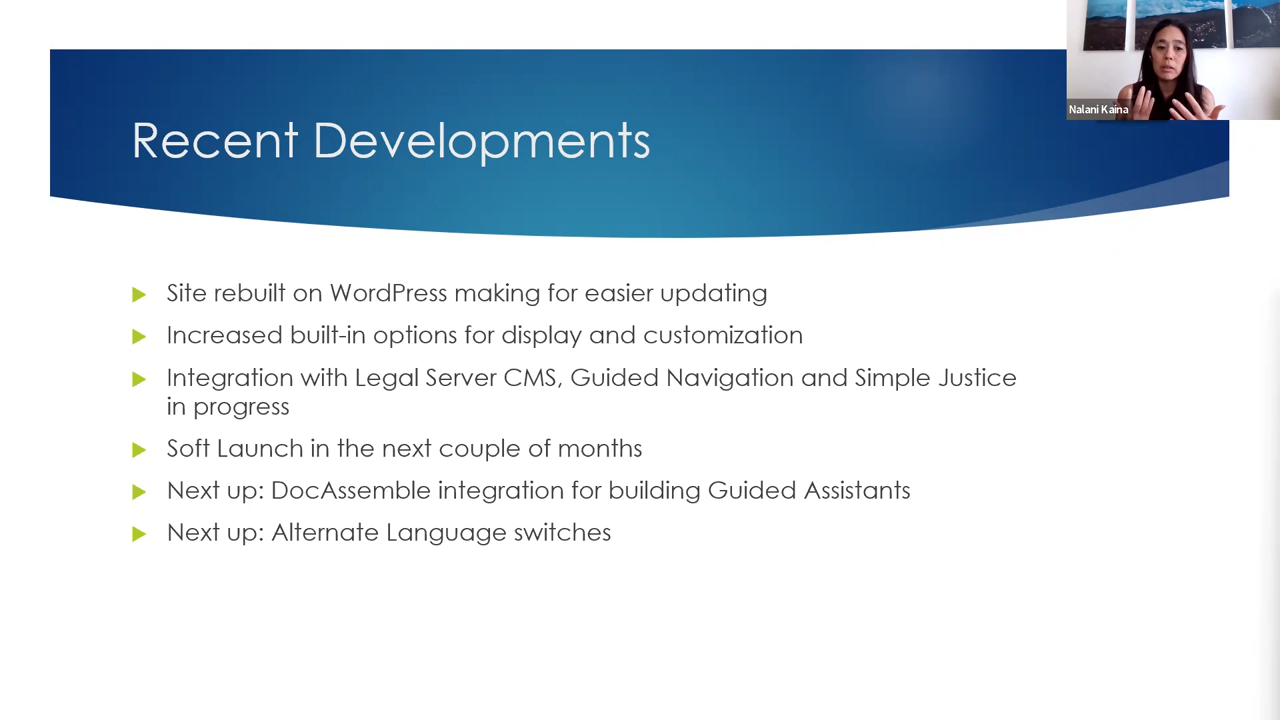 Nalani Kaina
Recent Developments
Site rebuilt on WordPress making for easier updating
Increased built-in options for display and customization
Integration with Legal Server CMS, Guided Navigation and Simple Justice
in progress
Soft Launch in the next couple of months
Next up: DocAssemble integration for building Guided Assistants
Next up: Alternate Language switches